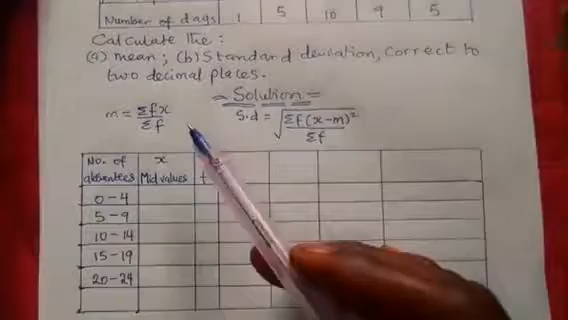 Number of days 1 5 10 9 5
Calculate the:
(a) mean; (b) Standard deviation, correct to
two decimal places.
Solution
m = Σfx / Σf
S.d = √Σf(x-m)² / Σf
No. of absentees x Mid values f
0-4
5-9
10-14
15-19
20-24